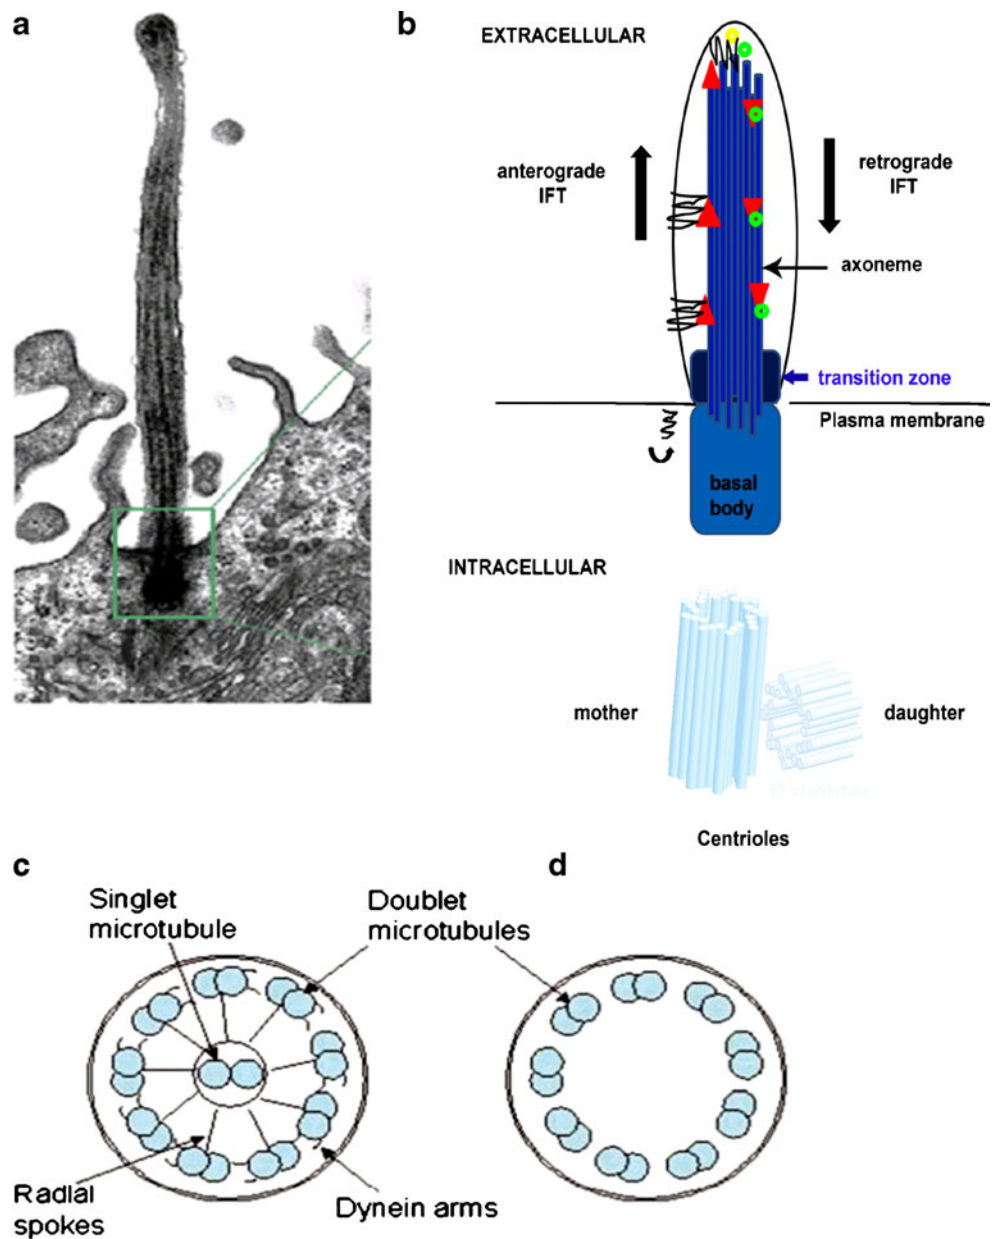 a
b
EXTRACELLULAR
anterograde
IFT
retrograde
IFT
axoneme
transition zone
Plasma membrane
basal
body
INTRACELLULAR
mother
daughter
Daughter
Centrioles
c
d
Singlet
microtubule
Doublet
microtubules
Radial
spokes
Dynein arms